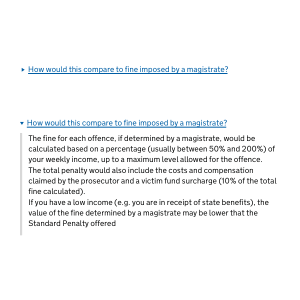 How would this compare to fine imposed by a magistrate?
How would this compare to fine imposed by a magistrate?
The fine for each offence, if determined by a magistrate, would be
calculated based on a percentage (usually between 50% and 200%) of
your weekly income, up to a maximum level allowed for the offence.
The total penalty would also include the costs and compensation
claimed by the prosecutor and a victim fund surcharge (10% of the total
fine calculated).
If you have a low income (e.g. you are in receipt of state benefits), the
value of the fine determined by a magistrate may be lower that the
Standard Penalty offered